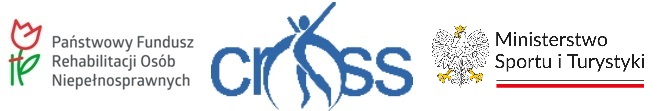 Państwowy Fundusz
Rehabilitacji Osób
Niepełnosprawnych
cross
Ministerstwo
Sportu i Turystyki